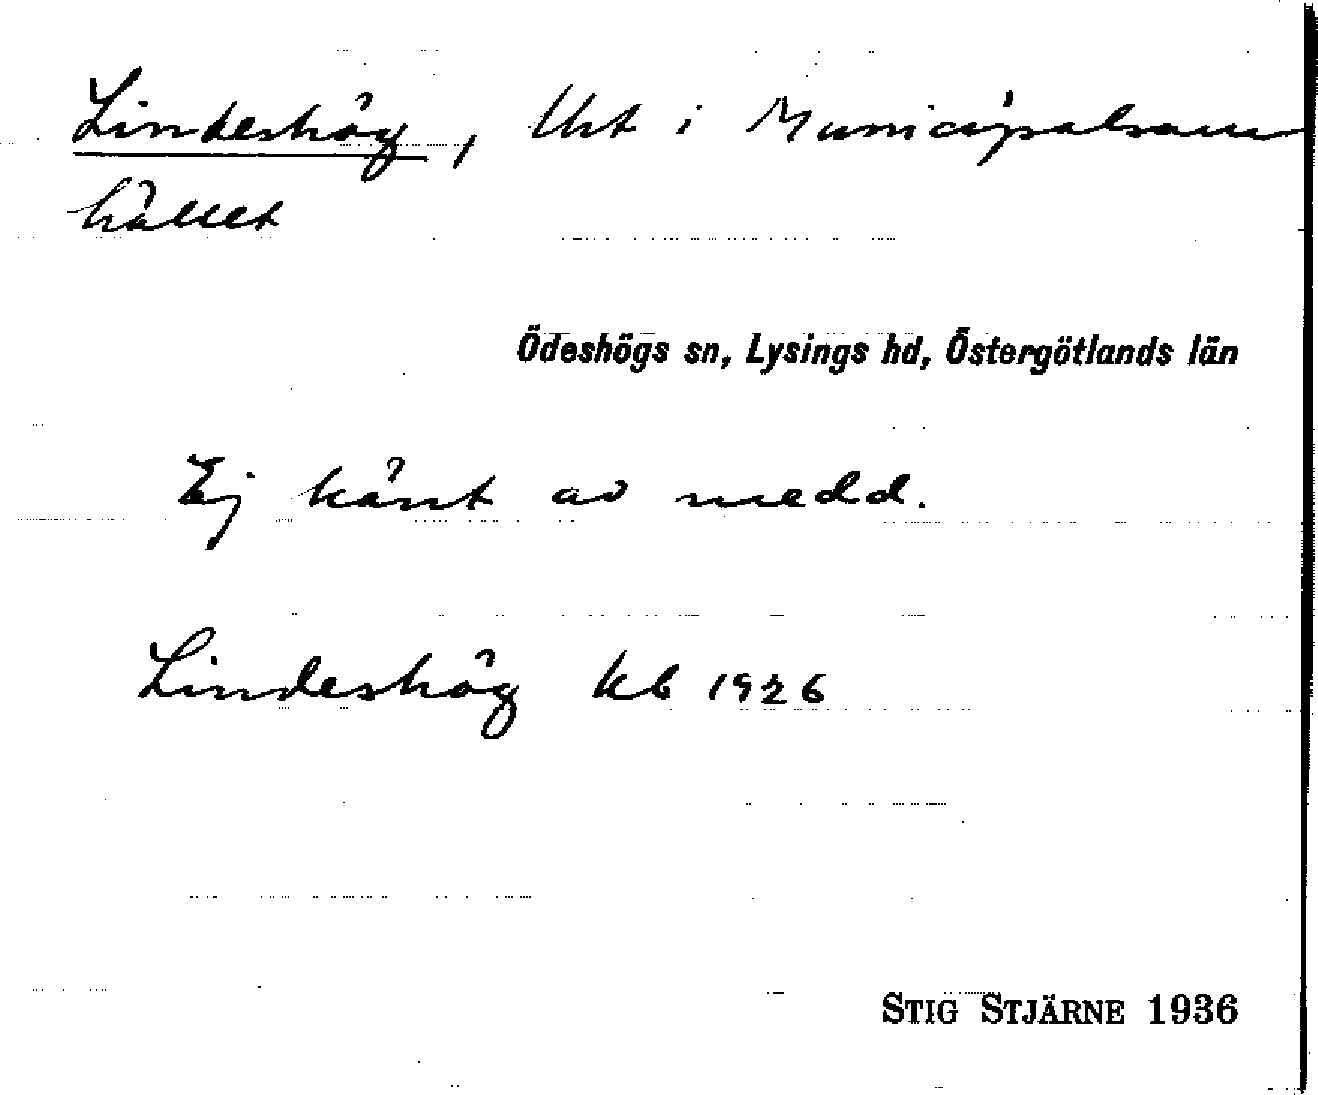 Lindeshög, Uht i Municipalsam
hället
Ödeshögs sn, Lysings hd, Östergötlands län
Ej känt av medd.
Lindeshög kb 1926
STIG STJÄRNE 1936